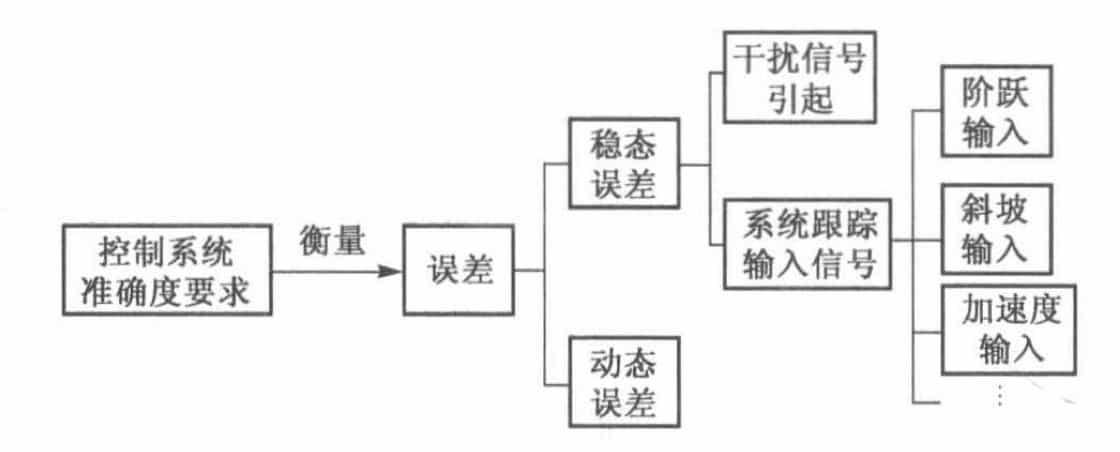 控制系统
准确度要求
衡量
误差
稳态
误差
动态
误差
干扰信号
引起
系统跟踪
输入信号
阶跃
输入
斜坡
输入
加速度
输入
⋮